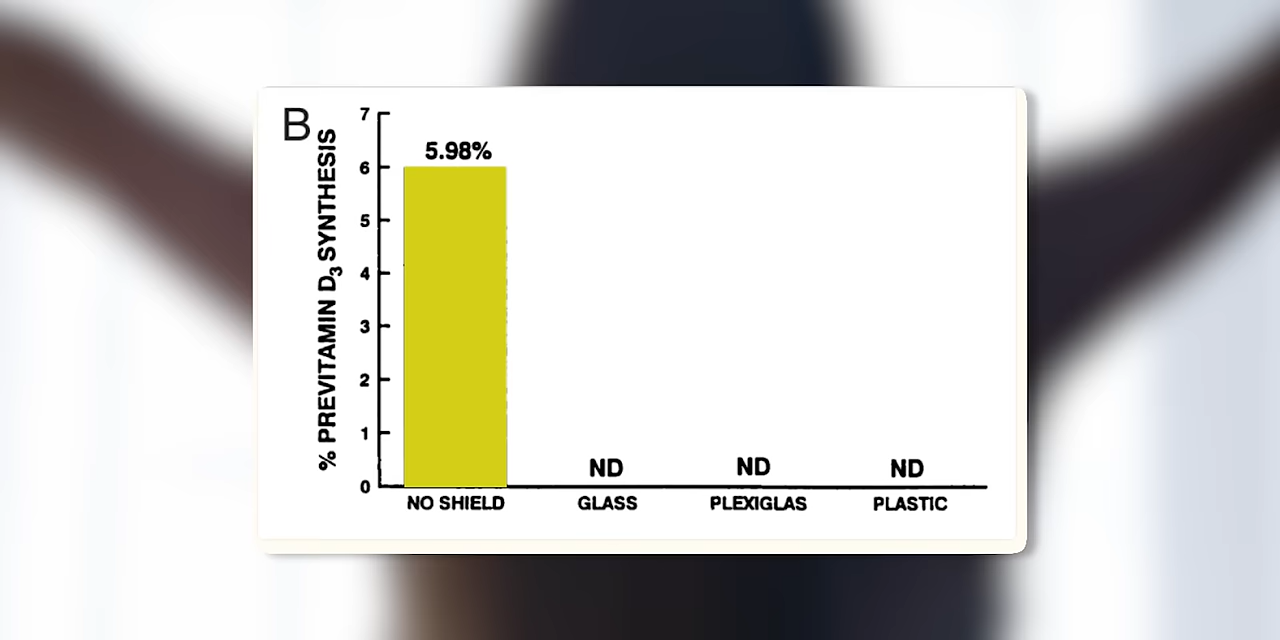 B
% PREVITAMIN D₃ SYNTHESIS
7
6
5
4
3
2
1
0
5.98%
ND
ND
ND
NO SHIELD
GLASS
PLEXIGLAS
PLASTIC